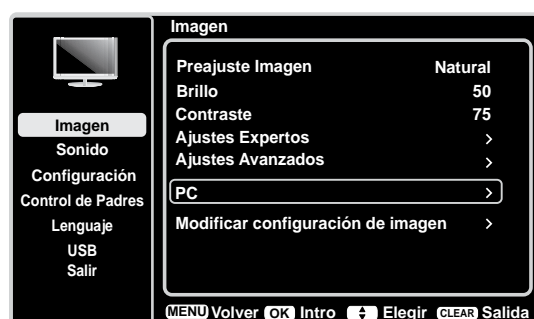 Imagen
Sonido
Configuración
Control de Padres
Lenguaje
USB
Salir
Imagen
Preajuste Imagen Natural
Brillo 50
Contraste 75
Ajustes Expertos >
Ajustes Avanzados >
PC >
Modificar configuración de imagen >
MENU Volver OK Intro Elegir CLEAR Salida